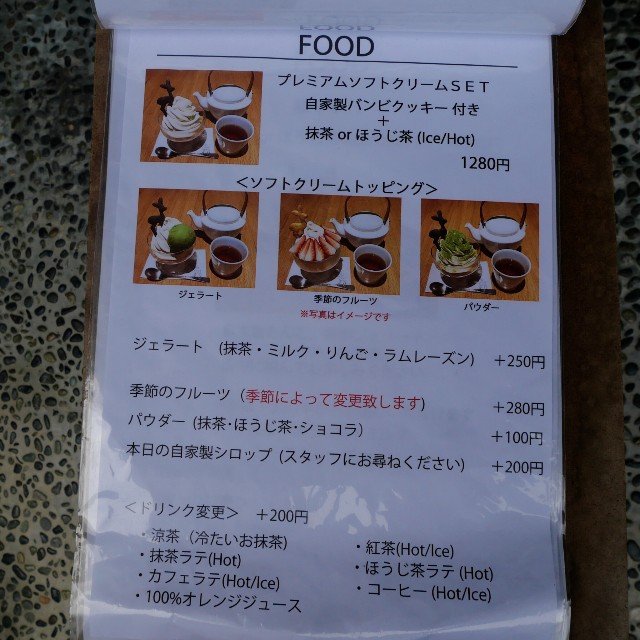 FOOD
プレミアムソフトクリームSET
自家製バンビクッキー 付き
+
抹茶 or ほうじ茶 (Ice/Hot)
1280円
＜ソフトクリームトッピング＞
ジェラート
季節のフルーツ
※写真はイメージです
パウダー
ジェラート (抹茶・ミルク・りんご・ラムレーズン) +250円
季節のフルーツ (季節によって変更致します) +280円
パウダー (抹茶･ほうじ茶･ショコラ) +100円
本日の自家製シロップ (スタッフにお尋ねください) +200円
＜ドリンク変更＞ +200円
・涼茶 (冷たいお抹茶)
・抹茶ラテ(Hot)
・カフェラテ(Hot/Ice)
・100%オレンジジュース
・紅茶(Hot/Ice)
・ほうじ茶ラテ (Hot)
・コーヒー (Hot/Ice)